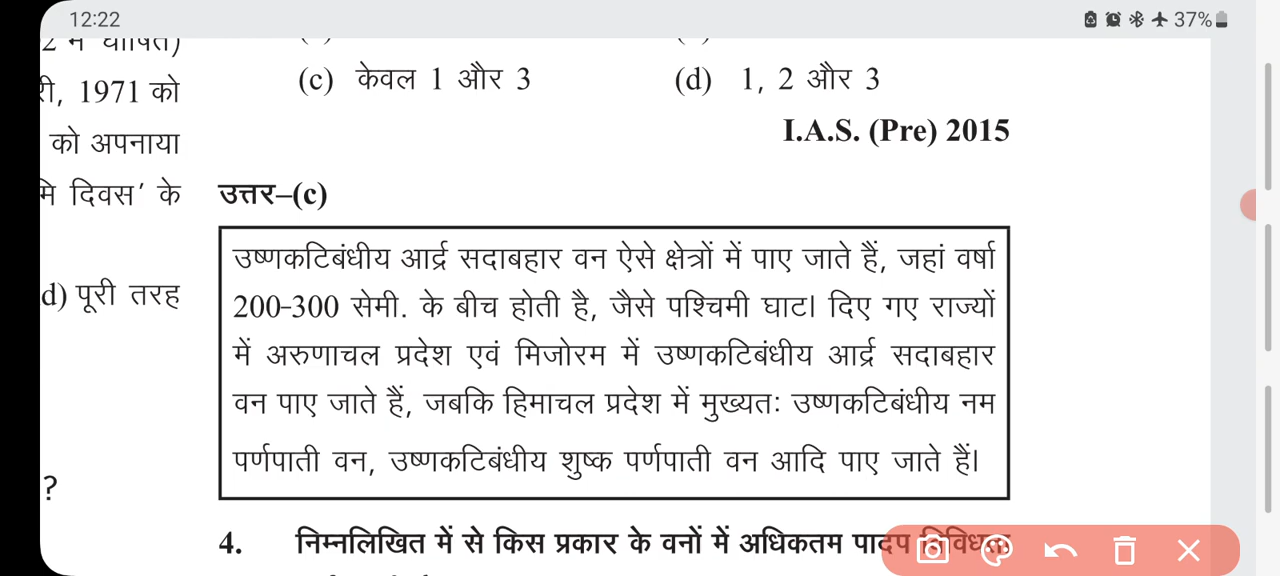 12:22
37%
री, 1971 को
को अपनाया
मि दिवस' के
d) पूरी तरह
?
(c) केवल 1 और 3
(d) 1, 2 और 3
I.A.S. (Pre) 2015
उत्तर–(c)
उष्णकटिबंधीय आर्द्र सदाबहार वन ऐसे क्षेत्रों में पाए जाते हैं, जहां वर्षा
200-300 सेमी. के बीच होती है, जैसे पश्चिमी घाट। दिए गए राज्यों
में अरुणाचल प्रदेश एवं मिजोरम में उष्णकटिबंधीय आर्द्र सदाबहार
वन पाए जाते हैं, जबकि हिमाचल प्रदेश में मुख्यतः उष्णकटिबंधीय नम
पर्णपाती वन, उष्णकटिबंधीय शुष्क पर्णपाती वन आदि पाए जाते हैं।
4. निम्नलिखित में से किस प्रकार के वनों में अधिकतम पादप विविधता